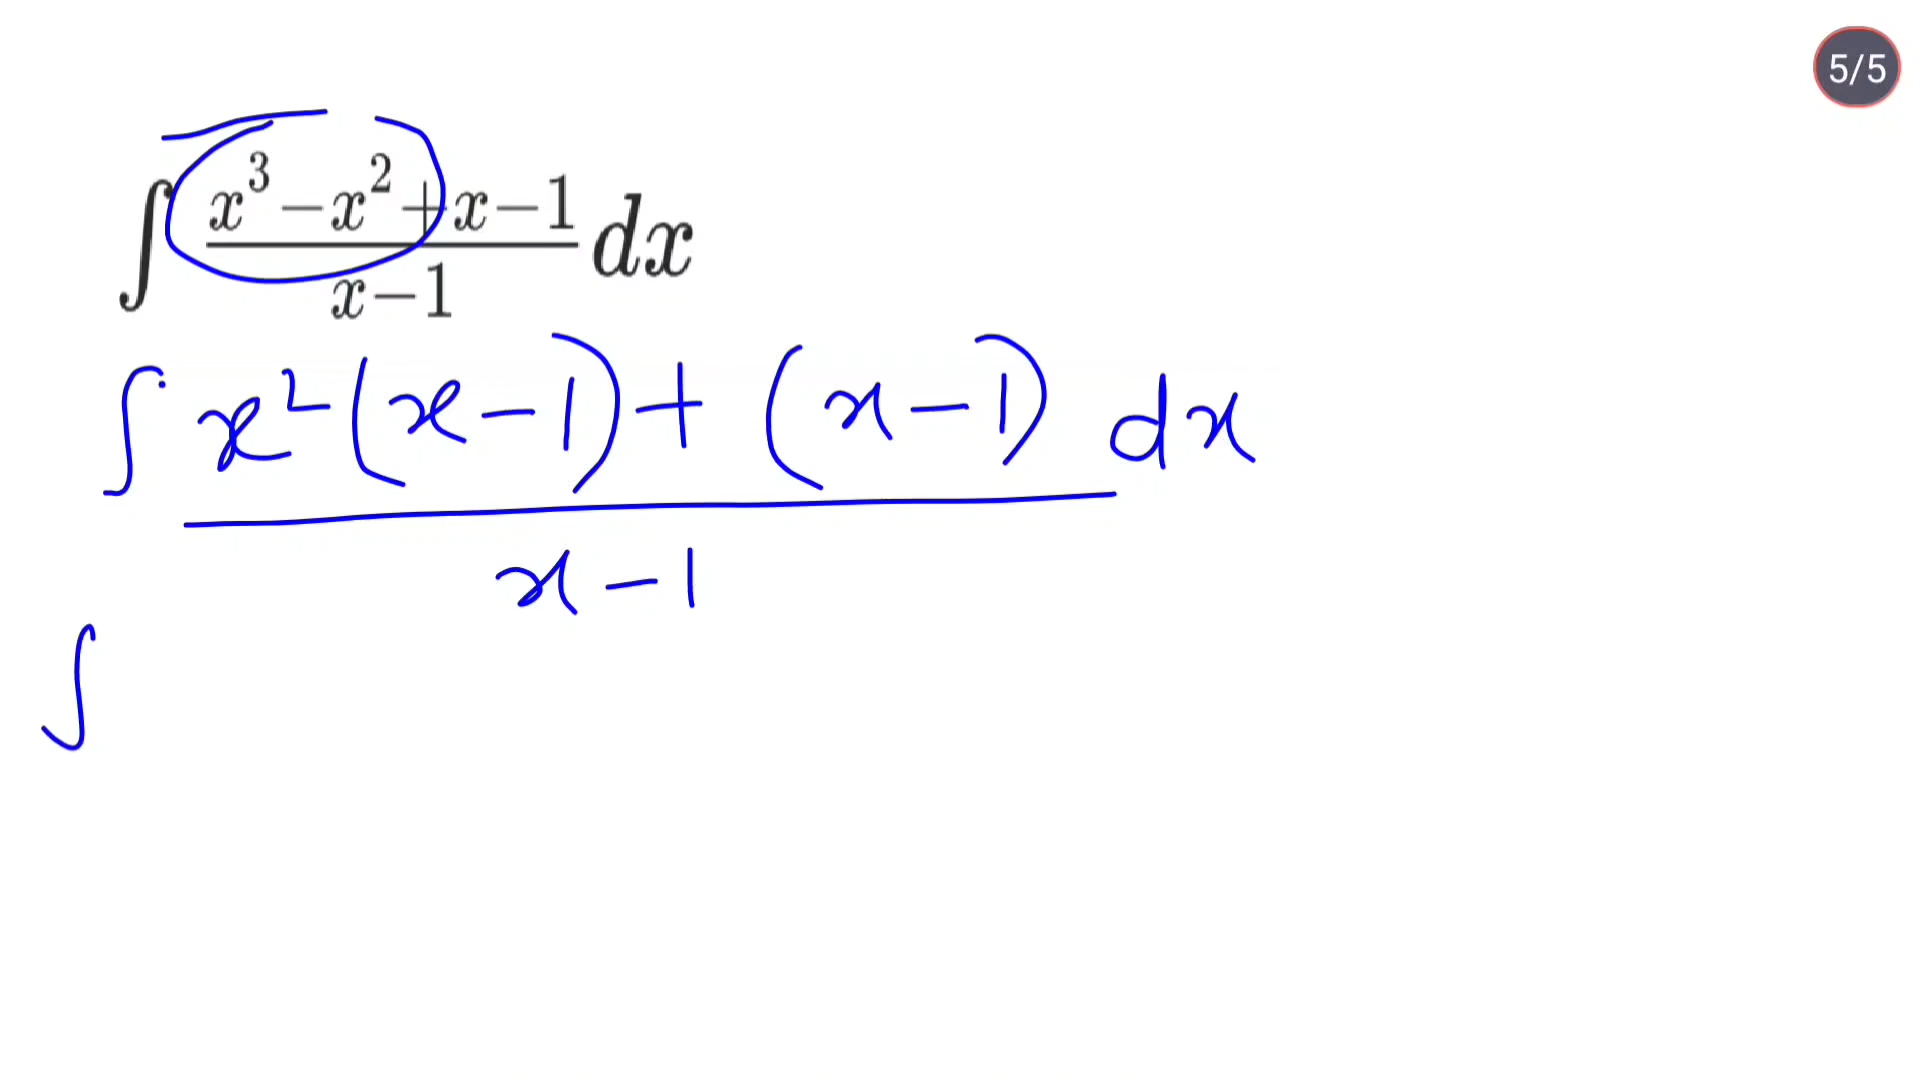 5/5
∫ (x³−x²+x−1)/(x−1) dx
∫ (x²(x−1)+(x−1))/(x−1) dx
∫